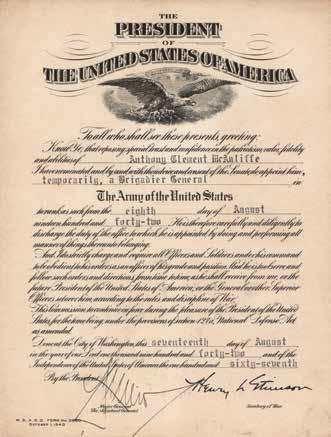 THE
PRESIDENT
OF
THE UNITED STATES OF AMERICA
To all who shall see these presents, greeting:
Know Ye, that reposing special trust and confidence in the patriotism, valor, fidelity
and abilities of Anthony Clement McAuliffe
I have nominated and by and with the advice and consent of the Senate do appoint him,
temporarily, a Brigadier General in
The Army of the United States
to rank as such from the eighth day of August
nineteen hundred and forty-two. He is therefore carefully and diligently to
discharge the duty of the office to which he is appointed by doing and performing all
manner of things thereunto belonging.
And I do strictly charge and require all Officers and Soldiers under his command
to be obedient to his orders as an officer of his grade and position. And he is to observe and
follow such orders and directions, from time to time, as he shall receive from me, or the
future President of the United States of America, or the General or other Superior
Officers set over him, according to the rules and discipline of War.
This Commission to continue in force during the pleasure of the President of the United
States, for the time being, under the provisions of section 127a, National Defense Act,
as amended.
Done at the City of Washington, this seventeenth day of August
in the year of our Lord one thousand nine hundred and forty-two and of the
Independence of the United States of America the one hundred and sixty-seventh
By the President:
Henry L. Stimson
Major General
The Adjutant General
Secretary of War
W. D., A. G. O. FORM No. 0650
OCTOBER 1, 1940